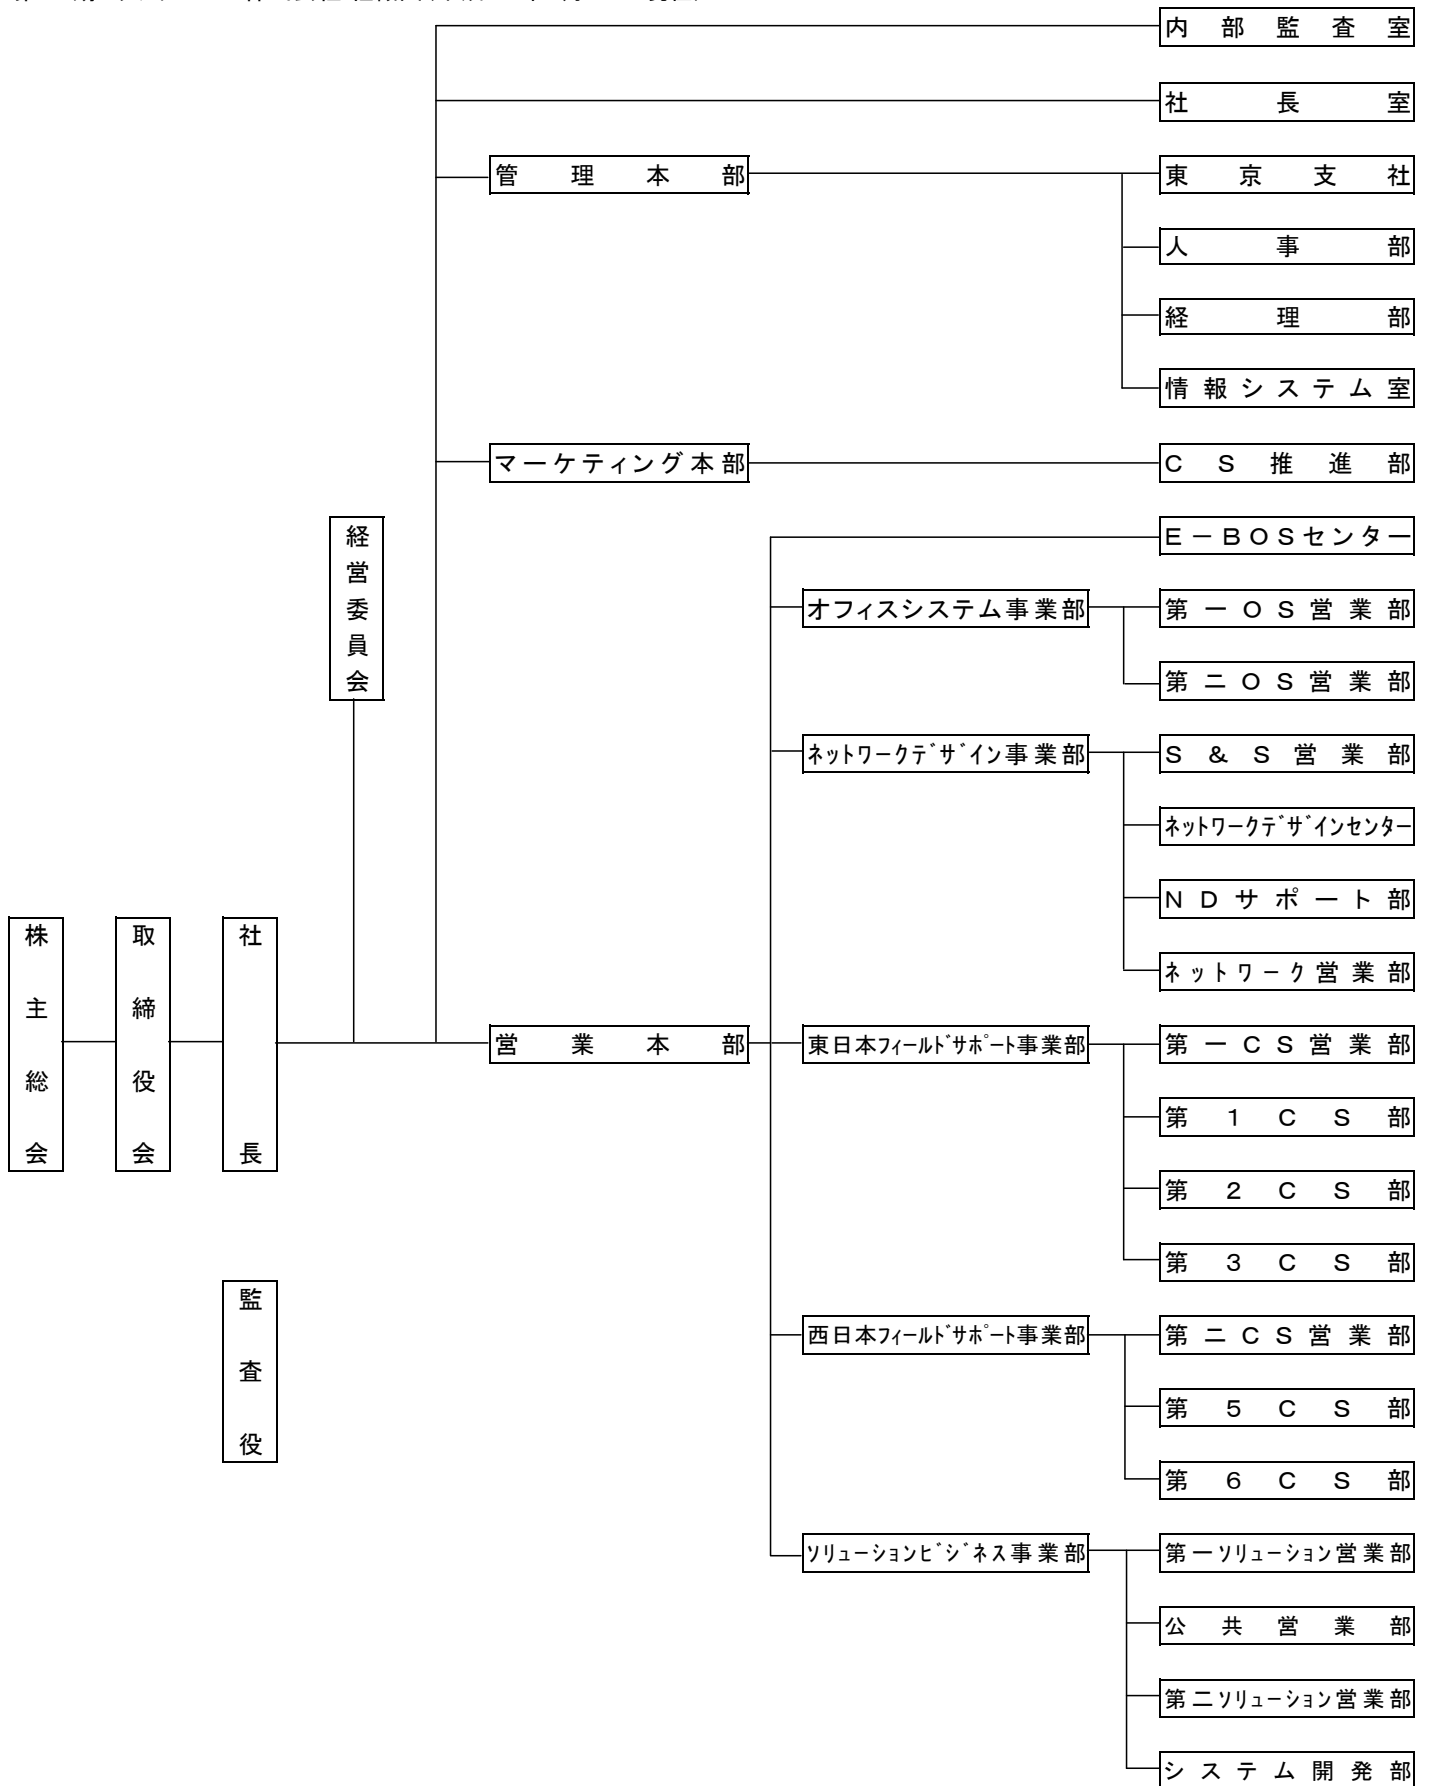 内部監査室
社長室
管理本部
東京支社
人事部
経理部
情報システム室
マーケティング本部
CS推進部
経営委員会
E－BOSセンター
オフィスシステム事業部
第一OS営業部
第二OS営業部
ネットワークデザイン事業部
S＆S営業部
ネットワークデザインセンター
NDサポート部
ネットワーク営業部
株主総会
取締役会
社長
営業本部
東日本フィールドサポート事業部
第一CS営業部
第1CS部
第2CS部
第3CS部
監査役
西日本フィールドサポート事業部
第二CS営業部
第5CS部
第6CS部
ソリューションビジネス事業部
第一ソリューション営業部
公共営業部
第二ソリューション営業部
システム開発部